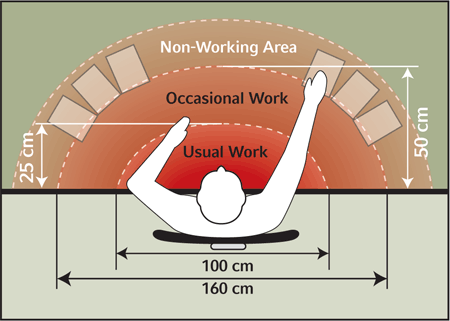 Non-Working Area
Occasional Work
Usual Work
25 cm
50 cm
100 cm
160 cm